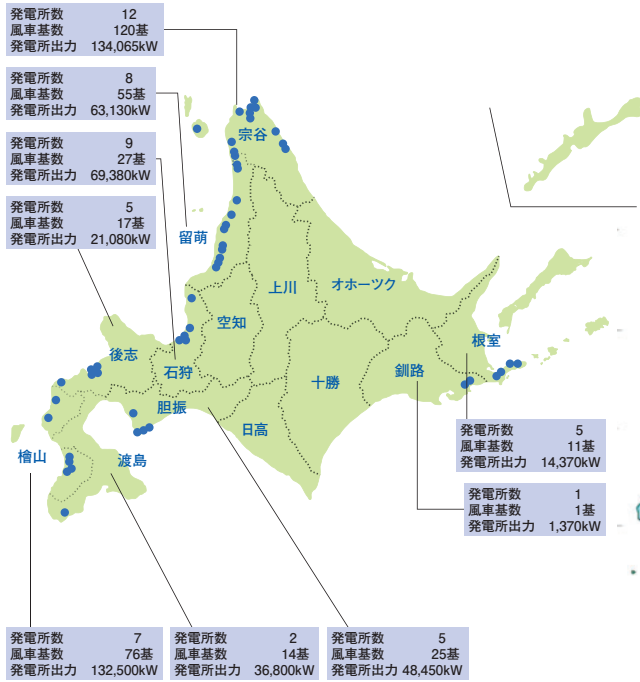 発電所数 12
風車基数 120基
発電所出力 134,065kW
発電所数 8
風車基数 55基
発電所出力 63,130kW
発電所数 9
風車基数 27基
発電所出力 69,380kW
発電所数 5
風車基数 17基
発電所出力 21,080kW
宗谷
留萌
上川
オホーツク
空知
根室
後志
石狩
十勝
釧路
胆振
日高
檜山
渡島
発電所数 5
風車基数 11基
発電所出力 14,370kW
発電所数 1
風車基数 1基
発電所出力 1,370kW
発電所数 7
風車基数 76基
発電所出力 132,500kW
発電所数 2
風車基数 14基
発電所出力 36,800kW
発電所数 5
風車基数 25基
発電所出力 48,450kW